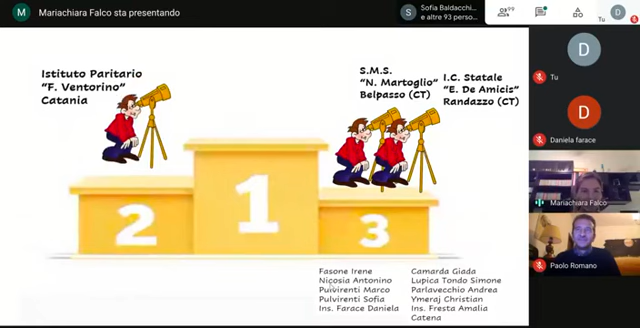 M Mariachiara Falco sta presentando
S Sofia Baldacchi...
e altre 93 perso...
99
Tu
D
Istituto Paritario
"F. Ventorino"
Catania
S.M.S.
"N. Martoglio"
Belpasso (CT)
I.C. Statale
"E. De Amicis"
Randazzo (CT)
2
1
3
Fasone Irene
Nicosia Antonino
Pulvirenti Marco
Pulvirenti Sofia
Ins. Farace Daniela
Camarda Giada
Lupica Tondo Simone
Parlavecchio Andrea
Ymeraj Christian
Ins. Fresta Amalia
Catena
D
Tu
D
Daniela farace
Mariachiara Falco
Paolo Romano